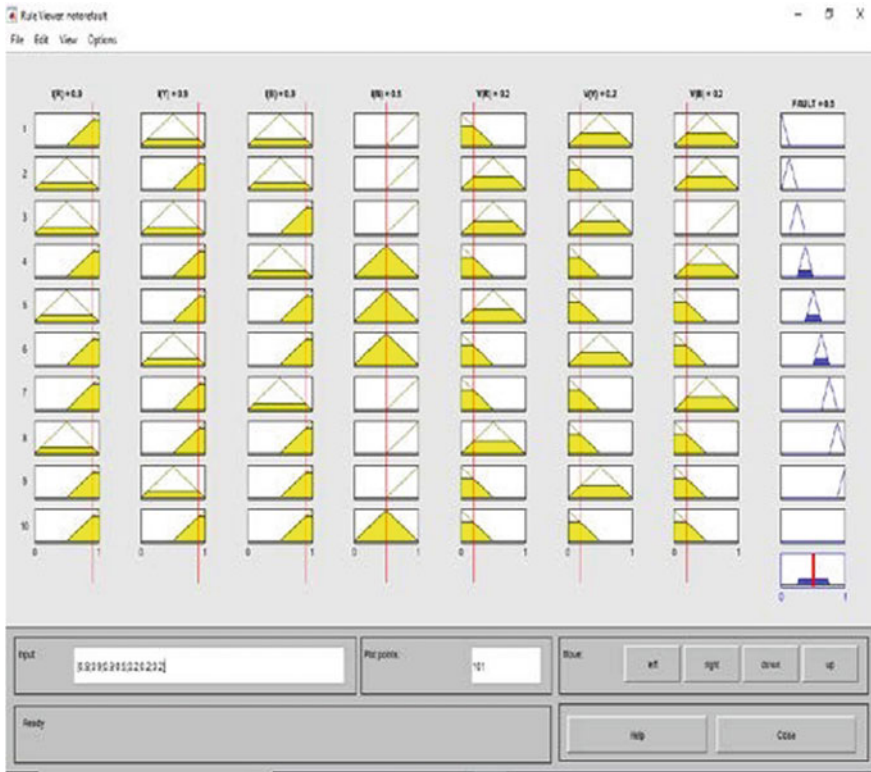 Rule Viewer: motorefault
File Edit View Options
I(R) = 0.9 I(Y) = 0.9 I(B) = 0.9 I(N) = 0.5 V(R) = 0.2 V(Y) = 0.2 V(B) = 0.2 FAULT = 0.5
1
2
3
4
5
6
7
8
9
10
0 1 0 1 0 1 0 1 0 1 0 1 0 1
0 1
Input: Plot points: 101 Move: left right down up
Ready
Help Close